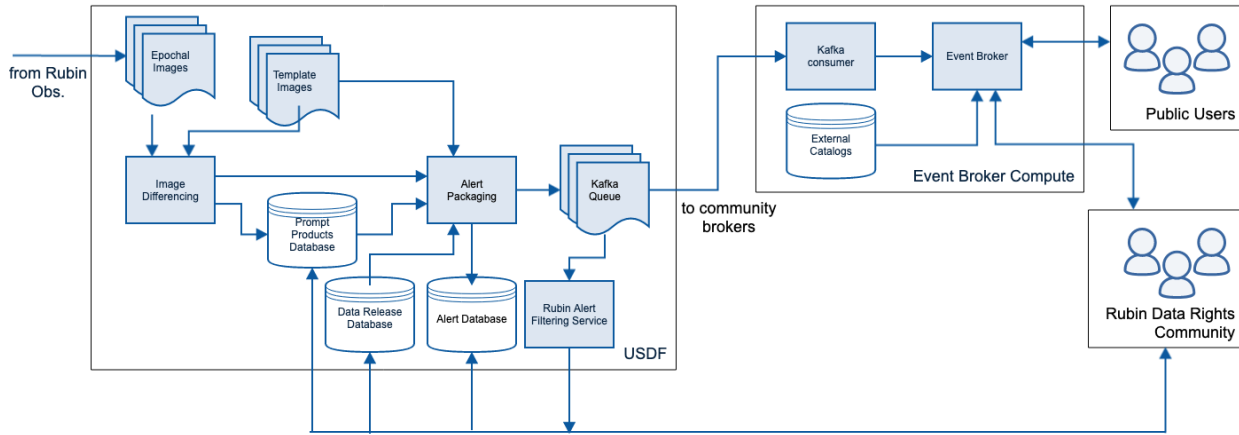 from Rubin
Obs.
Epochal
Images
Template
Images
Image
Differencing
Prompt
Products
Database
Alert
Packaging
Kafka
Queue
Data Release
Database
Alert Database
Rubin Alert
Filtering Service
USDF
to community
brokers
Kafka
consumer
Event Broker
External
Catalogs
Event Broker Compute
Public Users
Rubin Data Rights
Community